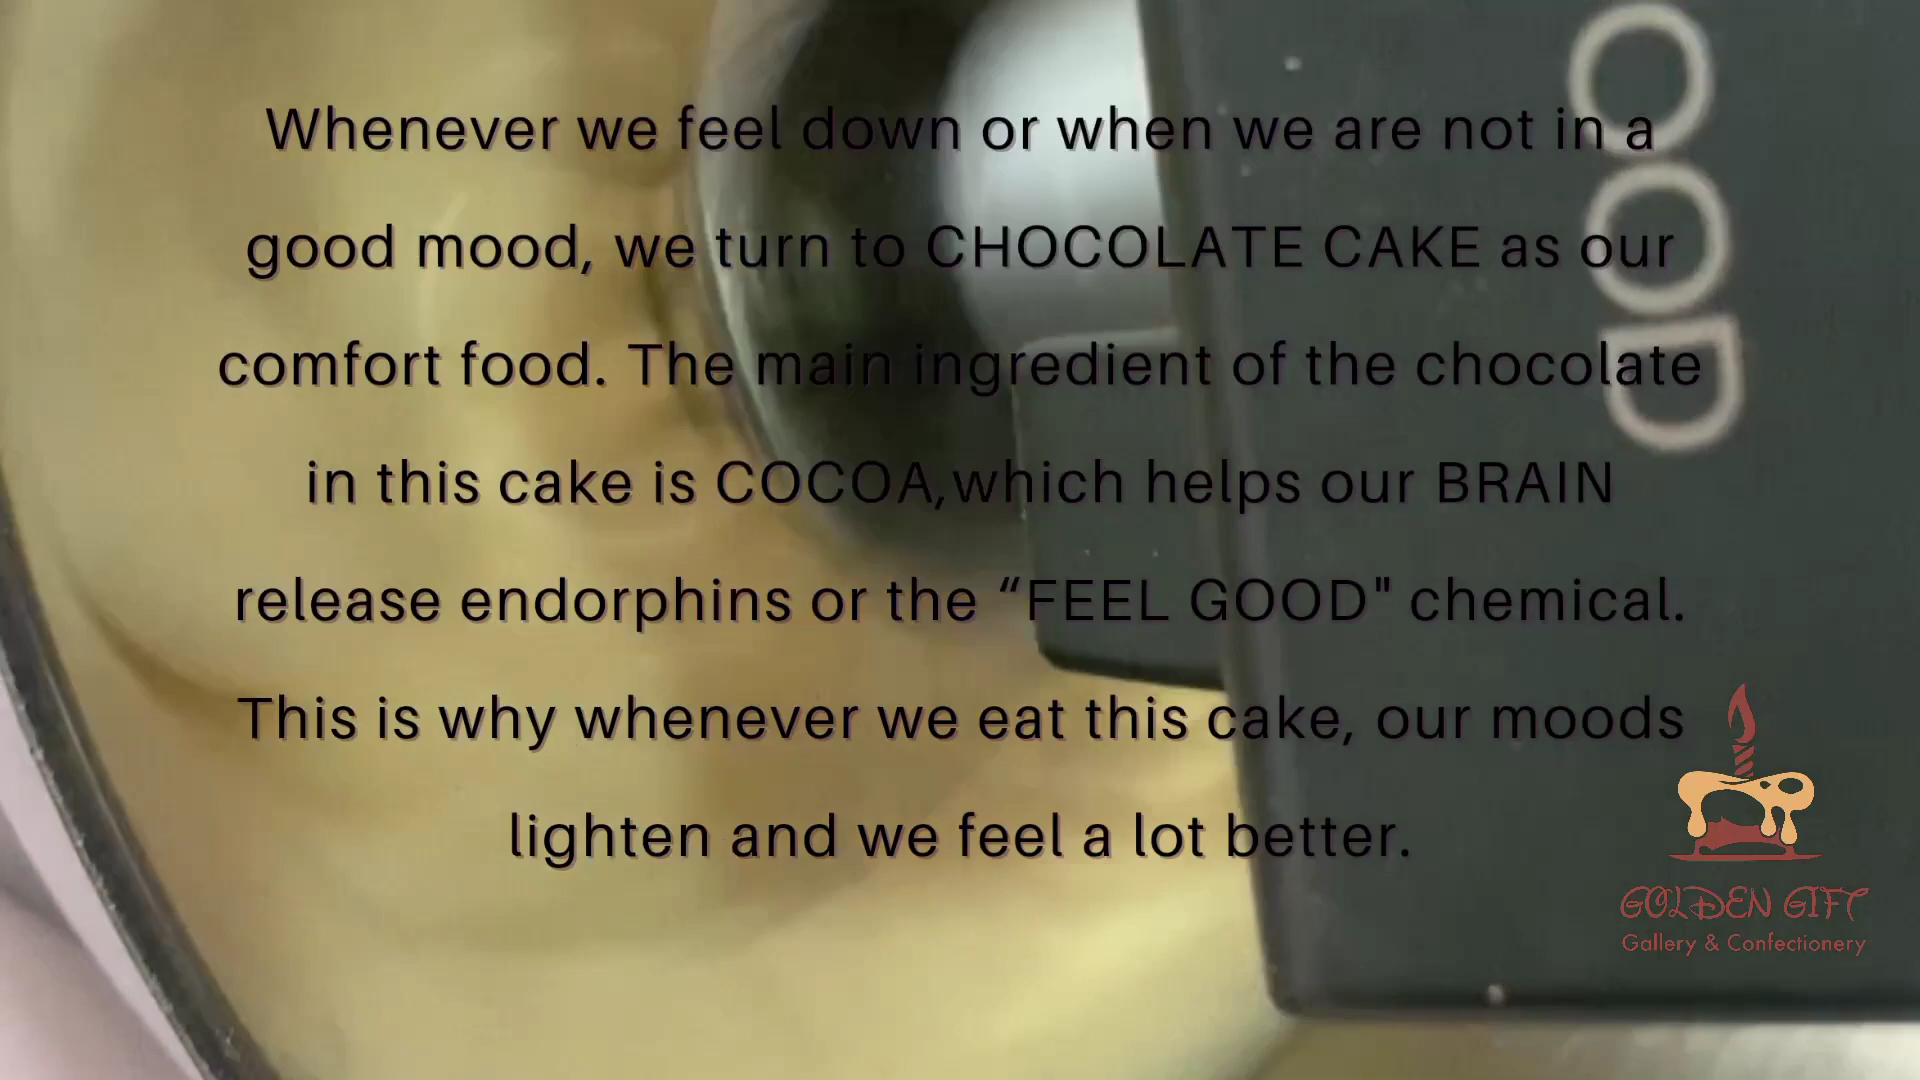 Whenever we feel down or when we are not in a
good mood, we turn to CHOCOLATE CAKE as our
comfort food. The main ingredient of the chocolate
in this cake is COCOA,which helps our BRAIN
release endorphins or the “FEEL GOOD" chemical.
This is why whenever we eat this cake, our moods
lighten and we feel a lot better.
OOD
GOLDEN GIFT
Gallery & Confectionery